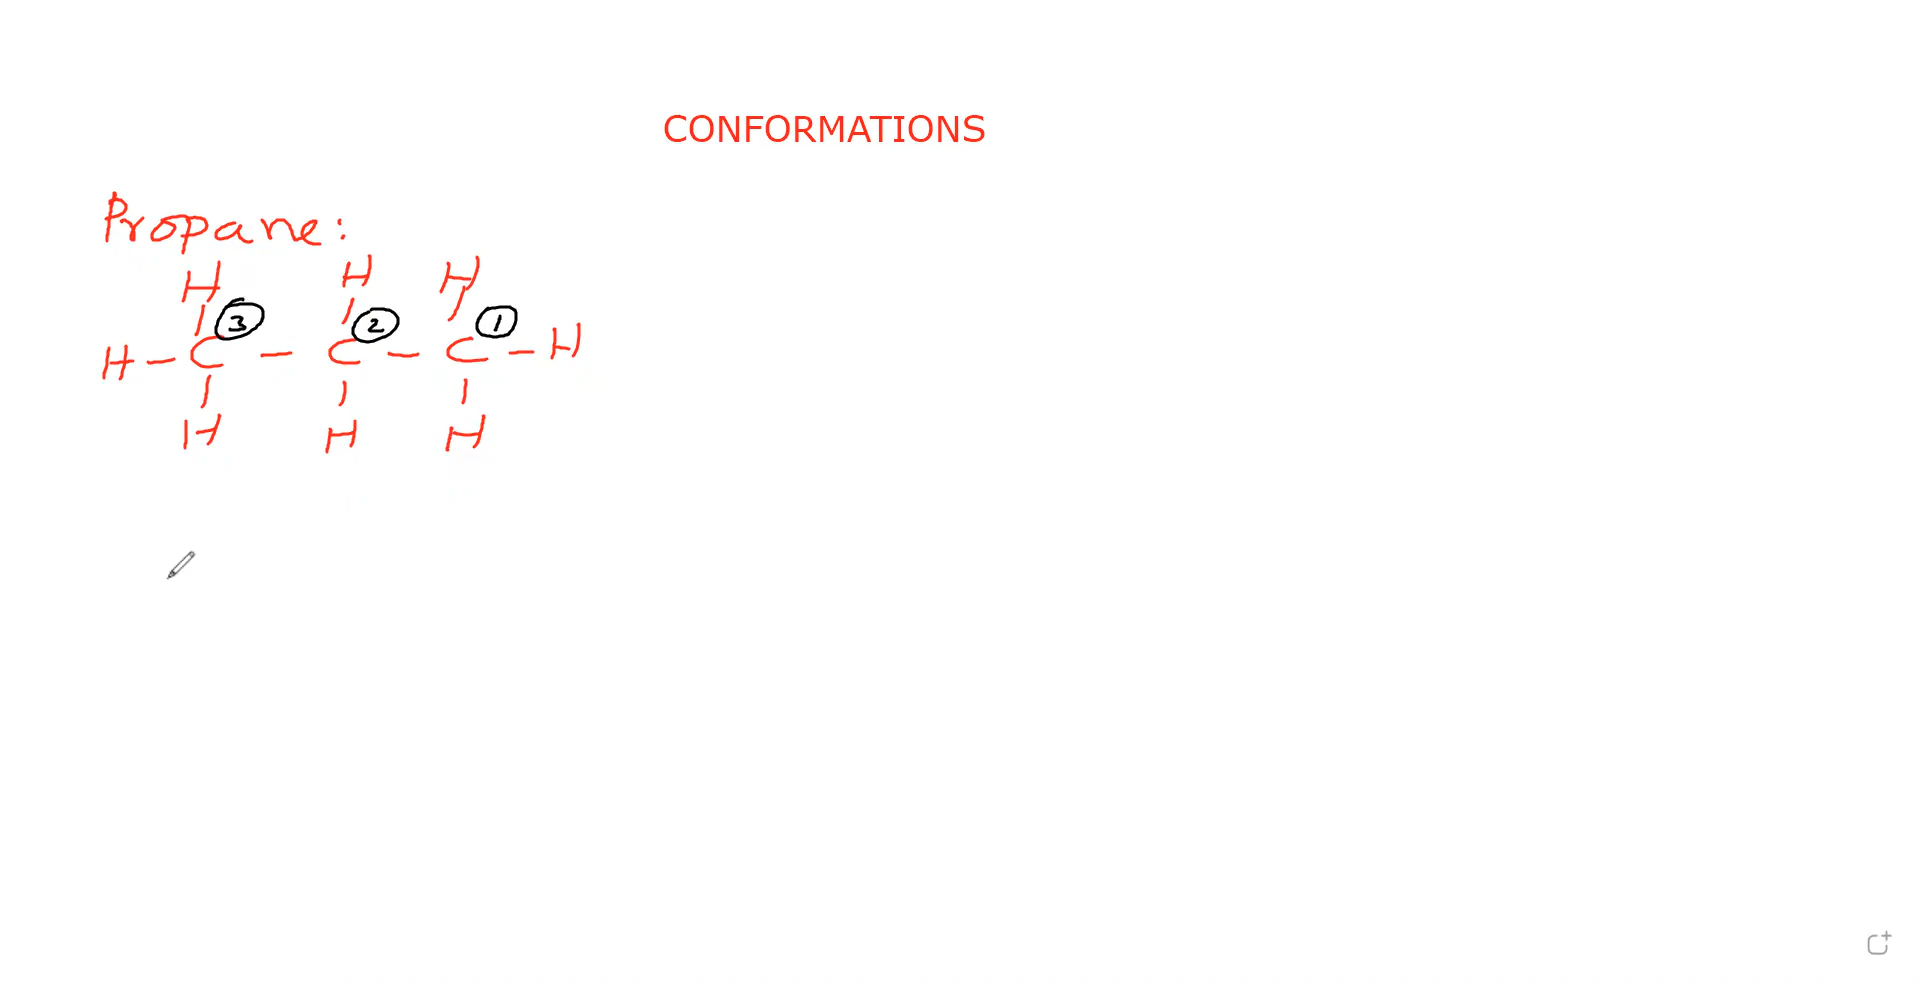 CONFORMATIONS
Propane:
H H H
3 2 1
H - C - C - C - H
H H H